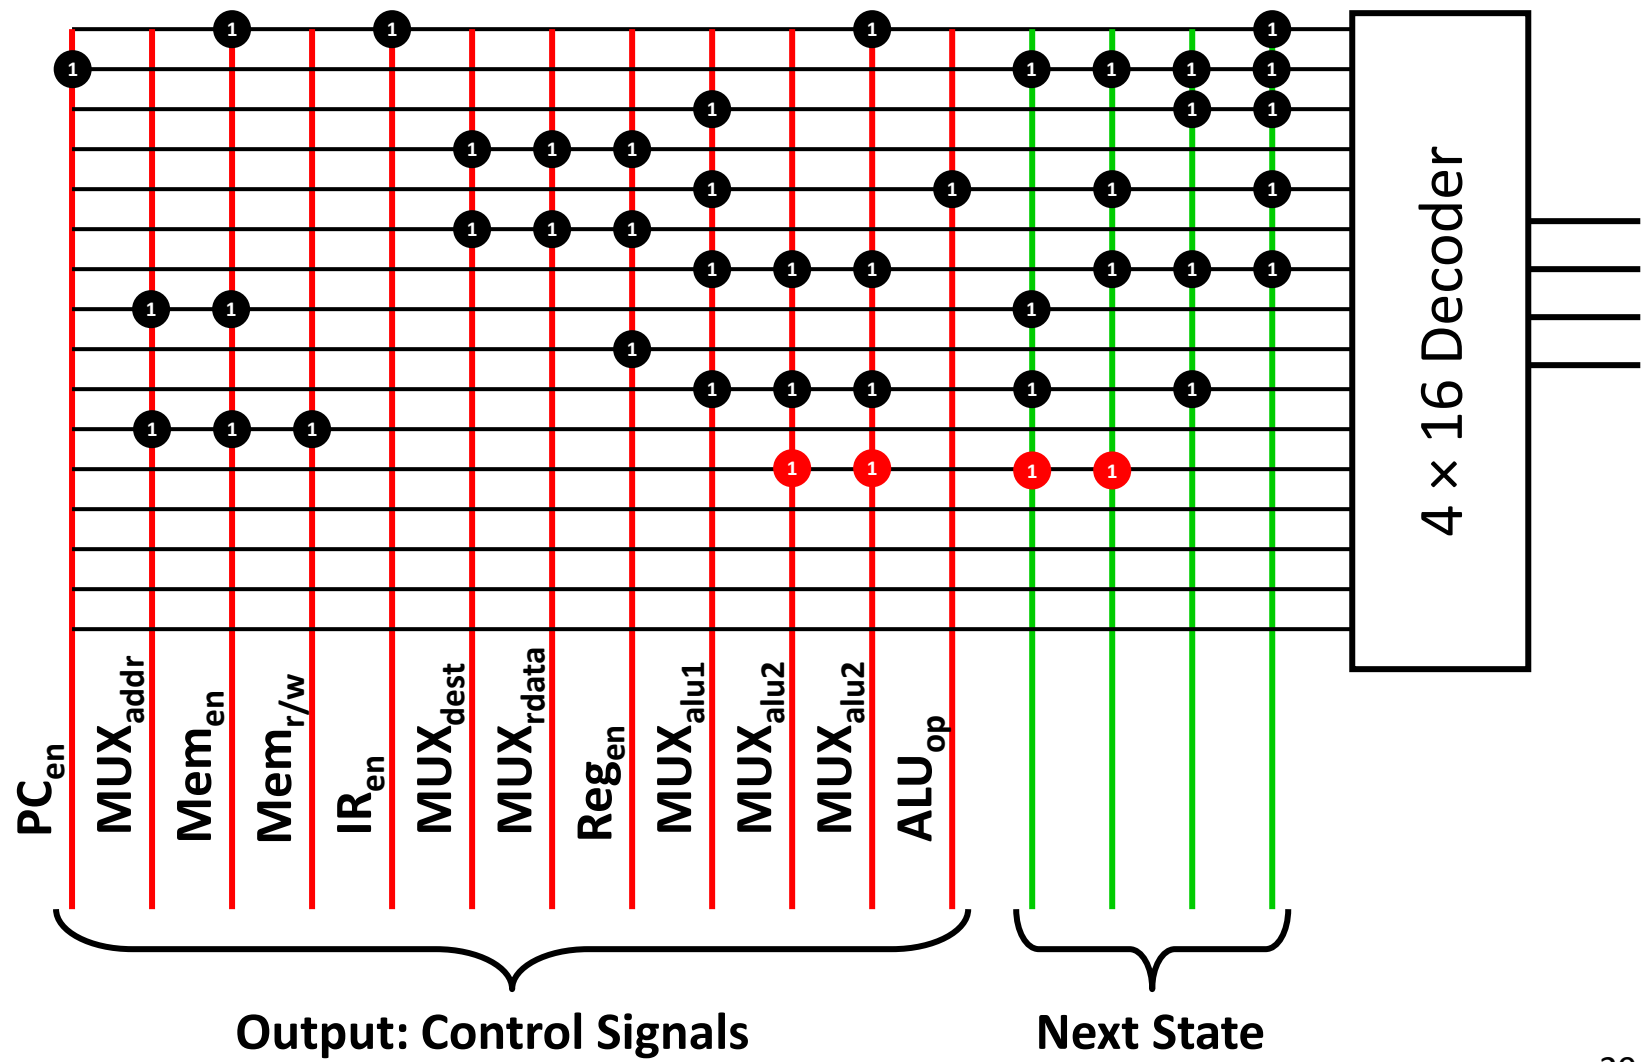 1 1 1 1
1 1 1 1 1
1 1 1
1 1 1
1 1 1 1
1 1 1
1 1 1 1 1 1
1 1 1
1
1 1 1 1 1
1 1 1
1 1 1 1
4 × 16 Decoder
PCen
MUXaddr
Memen
Memr/w
IRen
MUXdest
MUXrdata
Regen
MUXalu1
MUXalu2
MUXalu2
ALUop
Output: Control Signals
Next State